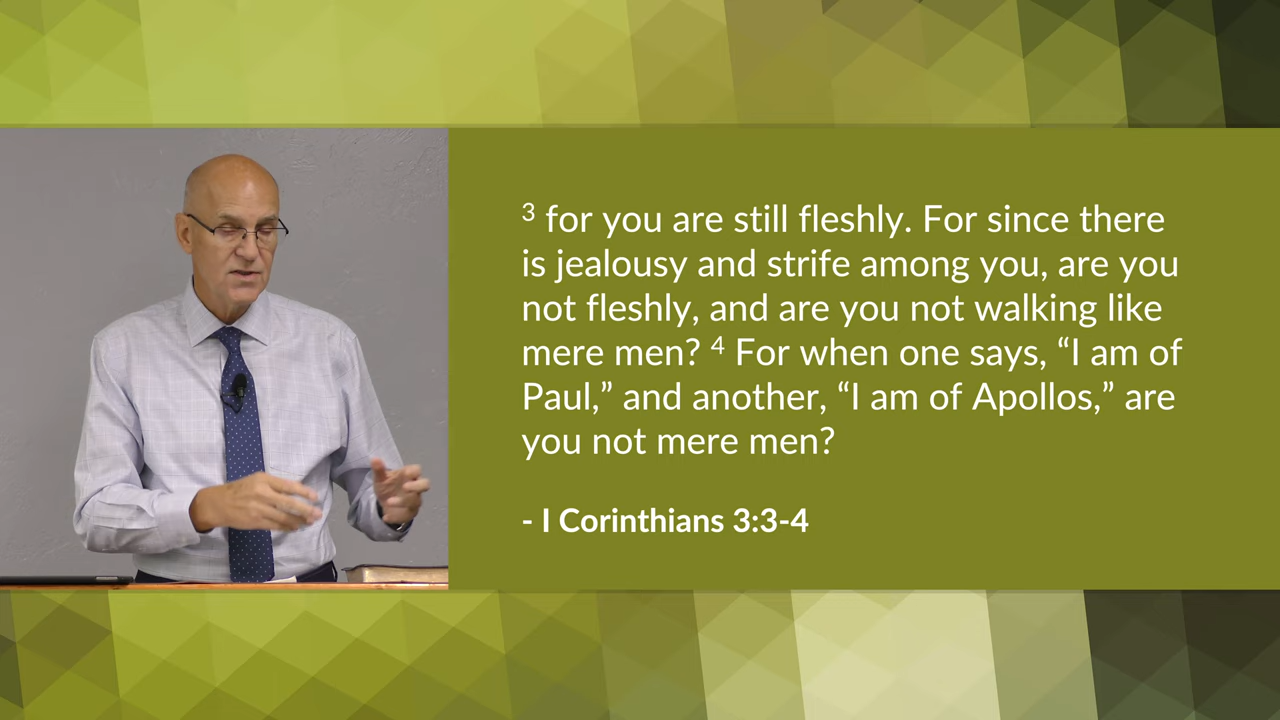 ³ for you are still fleshly. For since there
is jealousy and strife among you, are you
not fleshly, and are you not walking like
mere men? ⁴ For when one says, “I am of
Paul,” and another, “I am of Apollos,” are
you not mere men?
- I Corinthians 3:3-4